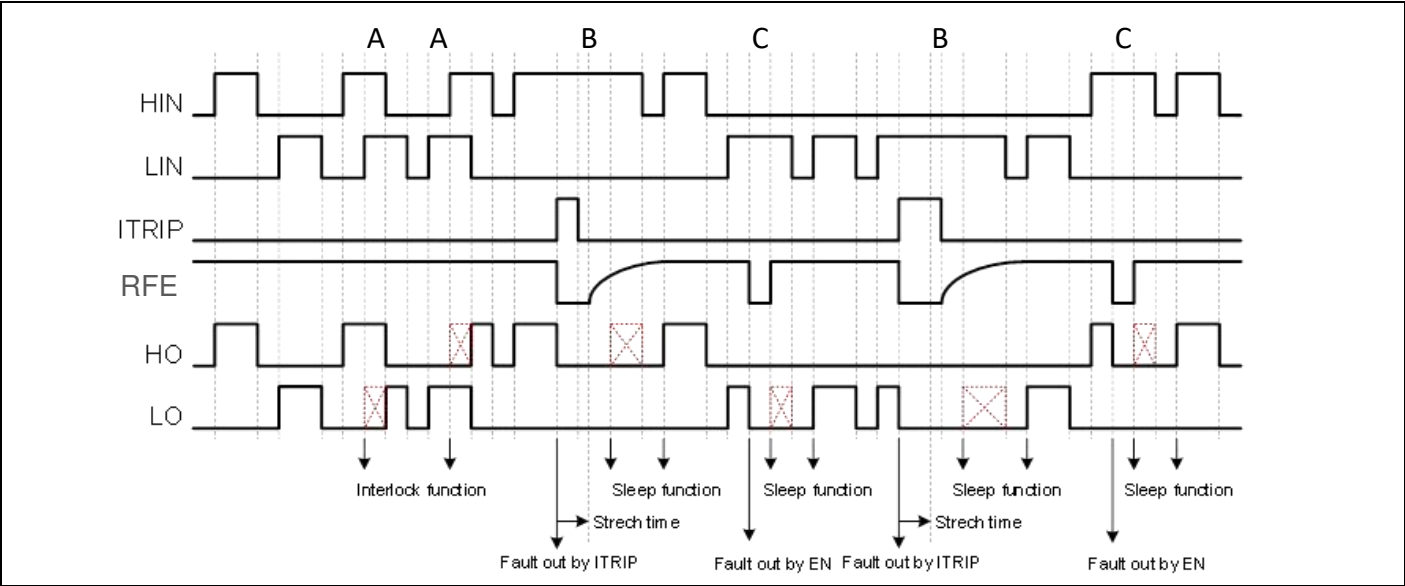 A A B C B C
HIN
LIN
ITRIP
RFE
HO
LO
Interlock function Sleep function Sleep function Sleep function Sleep function
Strech time Strech time
Fault out by ITRIP Fault out by EN Fault out by ITRIP Fault out by EN